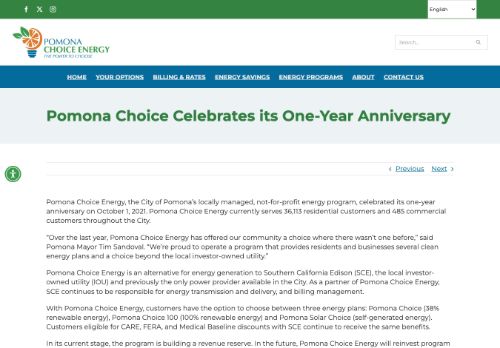 English
POMONA
CHOICE ENERGY
THE POWER TO CHOOSE
Search...
HOME YOUR OPTIONS BILLING & RATES ENERGY SAVINGS ENERGY PROGRAMS ABOUT CONTACT US
Pomona Choice Celebrates its One-Year Anniversary
Previous Next
Pomona Choice Energy, the City of Pomona's locally managed, not-for-profit energy program, celebrated its one-year
anniversary on October 1, 2021. Pomona Choice Energy currently serves 36,113 residential customers and 485 commercial
customers throughout the City.
"Over the last year, Pomona Choice Energy has offered our community a choice where there wasn't one before," said
Pomona Mayor Tim Sandoval. "We're proud to operate a program that provides residents and businesses several clean
energy plans and a choice beyond the local investor-owned utility."
Pomona Choice Energy is an alternative for energy generation to Southern California Edison (SCE), the local investor-
owned utility (IOU) and previously the only power provider available in the City. As a partner of Pomona Choice Energy,
SCE continues to be responsible for energy transmission and delivery, and billing management.
With Pomona Choice Energy, customers have the option to choose between three energy plans: Pomona Choice (38%
renewable energy), Pomona Choice 100 (100% renewable energy) and Pomona Solar Choice (self-generated energy).
Customers eligible for CARE, FERA, and Medical Baseline discounts with SCE continue to receive the same benefits.
In its current stage, the program is building a revenue reserve. In the future, Pomona Choice Energy will reinvest program